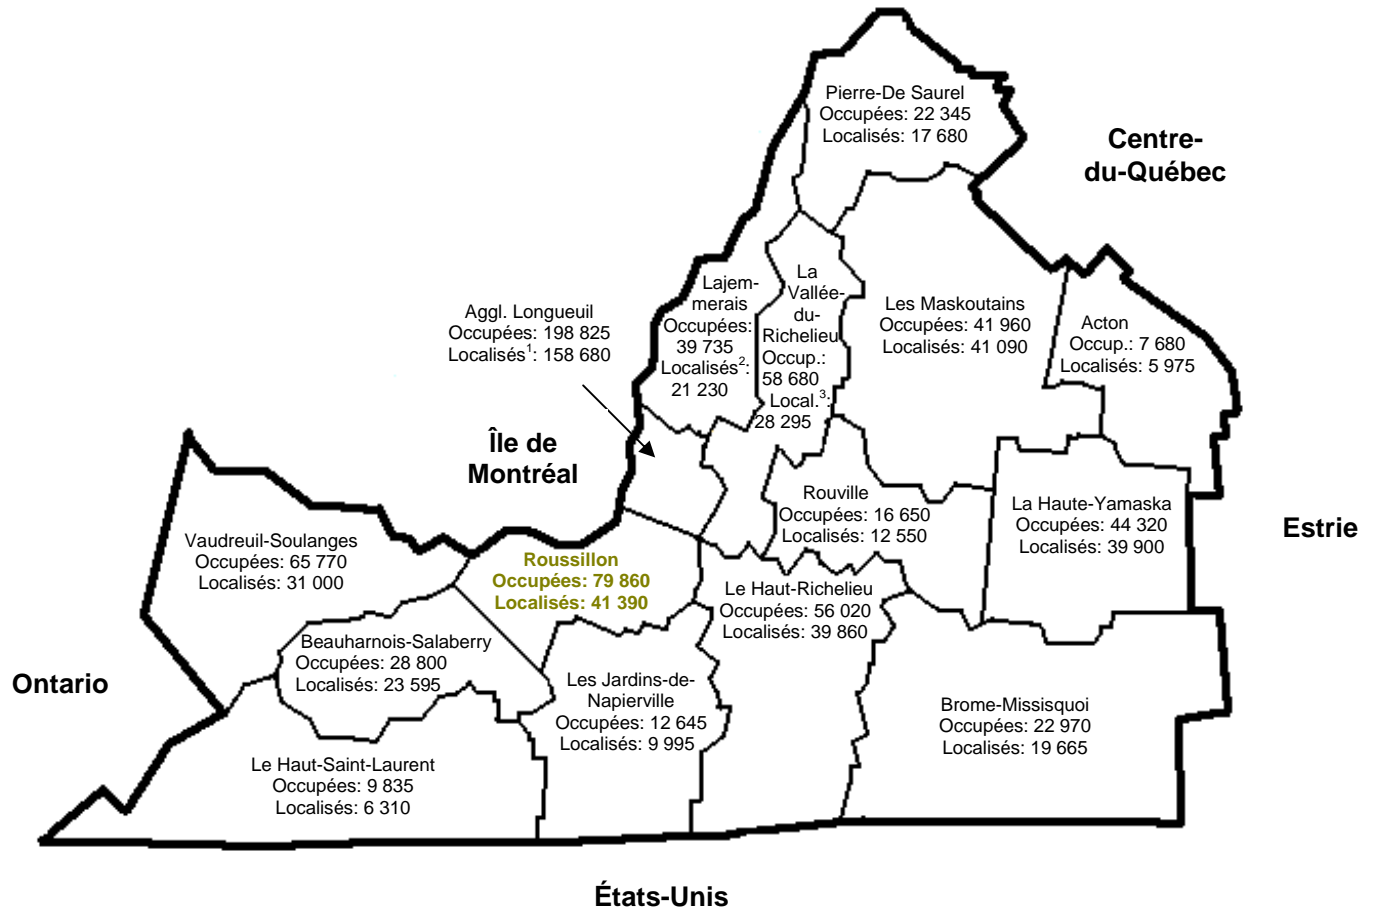 Pierre-De Saurel
Occupées: 22 345
Localisés: 17 680
Centre-
du-Québec
Lajem-
merais
Occupées:
39 735
Localisés²:
21 230
La
Vallée-
du-
Richelieu
Occup.:
58 680
Local.³:
28 295
Les Maskoutains
Occupées: 41 960
Localisés: 41 090
Acton
Occup.: 7 680
Localisés: 5 975
Aggl. Longueuil
Occupées: 198 825
Localisés¹: 158 680
Île de
Montréal
Rouville
Occupées: 16 650
Localisés: 12 550
La Haute-Yamaska
Occupées: 44 320
Localisés: 39 900
Estrie
Vaudreuil-Soulanges
Occupées: 65 770
Localisés: 31 000
Roussillon
Occupées: 79 860
Localisés: 41 390
Le Haut-Richelieu
Occupées: 56 020
Localisés: 39 860
Beauharnois-Salaberry
Occupées: 28 800
Localisés: 23 595
Ontario
Les Jardins-de-
Napierville
Occupées: 12 645
Localisés: 9 995
Brome-Missisquoi
Occupées: 22 970
Localisés: 19 665
Le Haut-Saint-Laurent
Occupées: 9 835
Localisés: 6 310
États-Unis